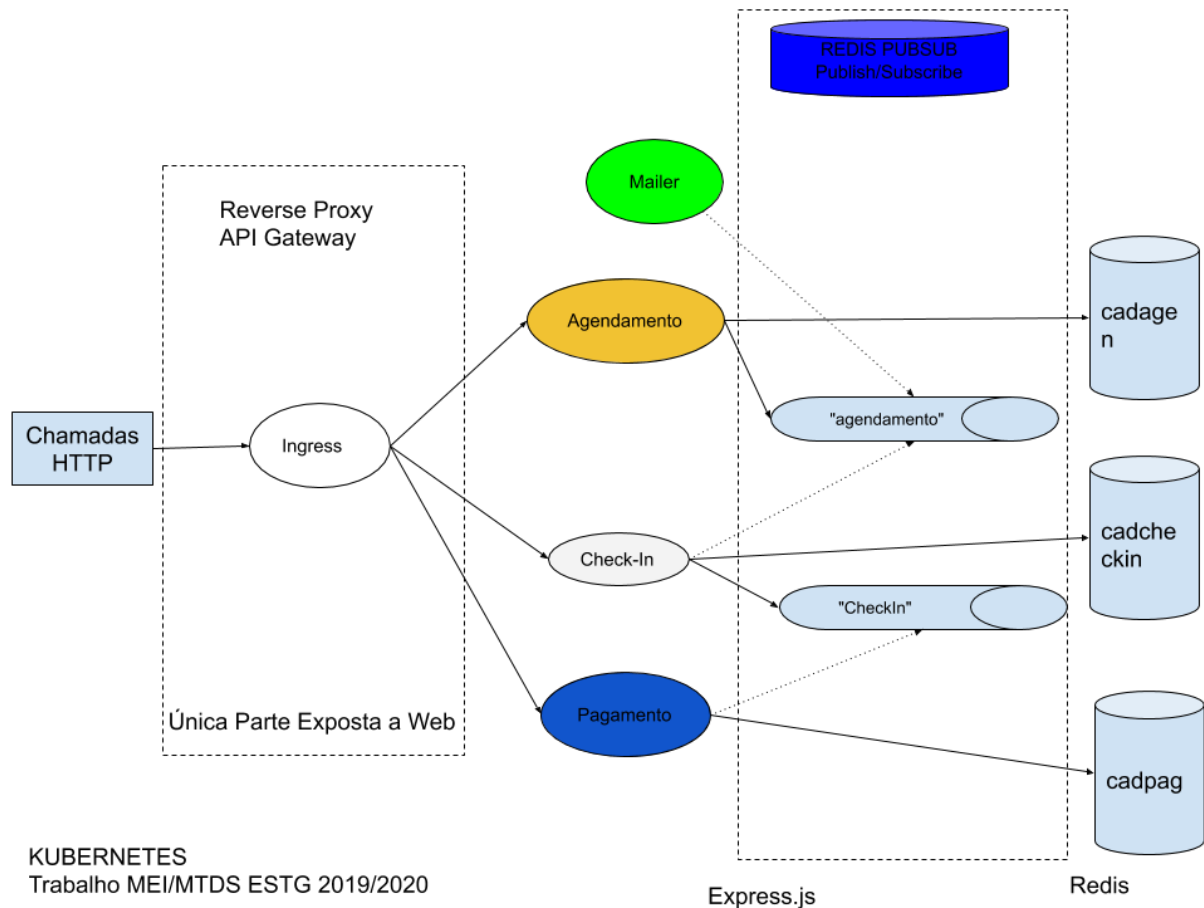 REDIS PUBSUB
Publish/Subscribe
Mailer
Reverse Proxy
API Gateway
Agendamento
cadage
n
"agendamento"
Chamadas
HTTP
Ingress
cadche
ckin
Check-In
"CheckIn"
Única Parte Exposta a Web
Pagamento
cadpag
KUBERNETES
Trabalho MEI/MTDS ESTG 2019/2020
Express.js
Redis